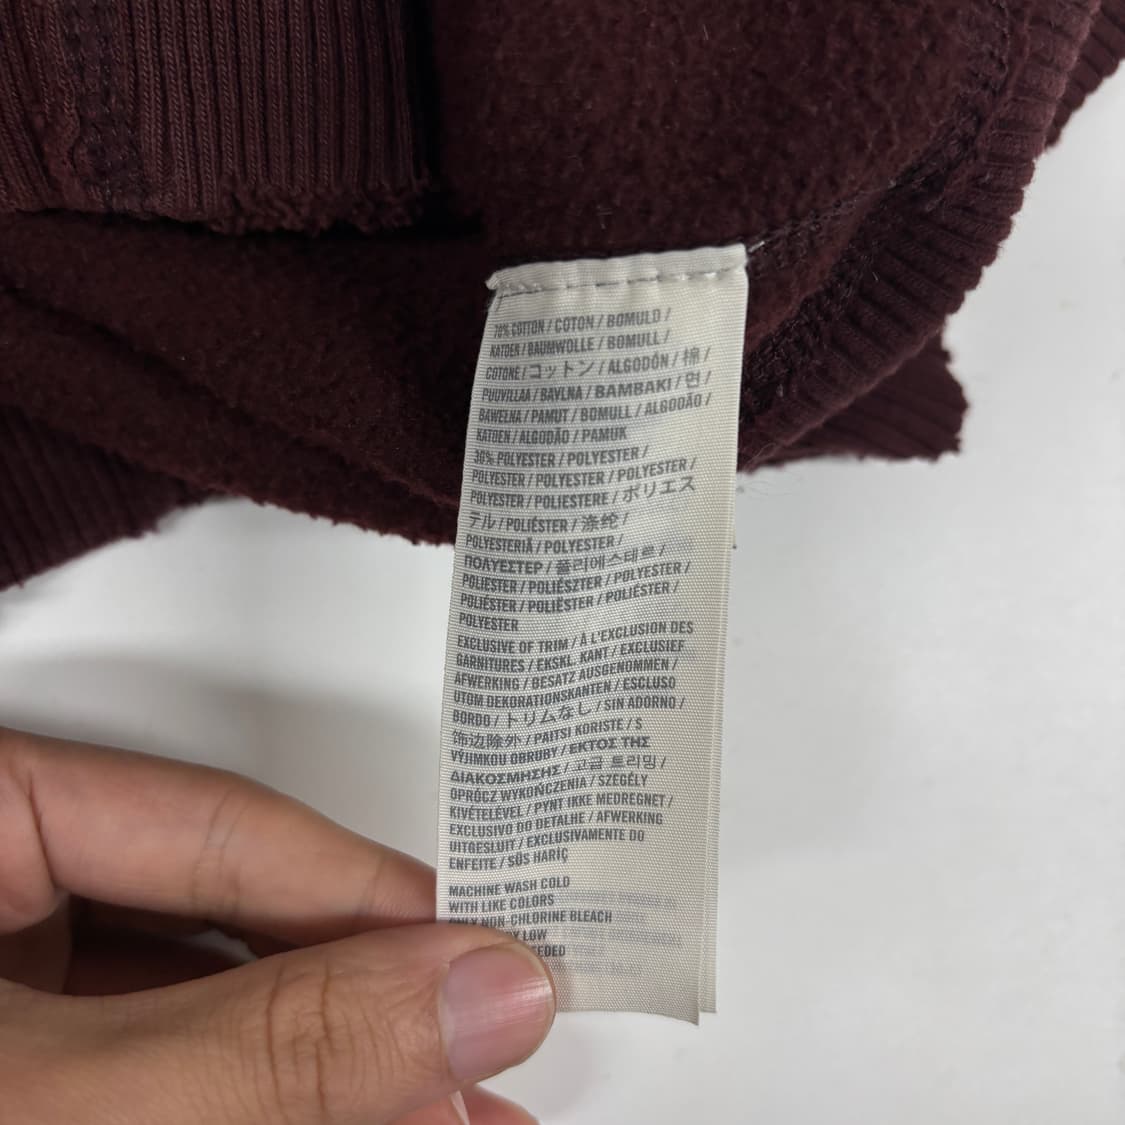 70% COTTON / COTON / BOMULD /
KATOEN / BAUMWOLLE / BOMULL /
COTONE / コットン / ALGODÓN / 棉 /
PUUVILLAA / BAVLNA / BAMBAKI / 면 /
BAWEŁNA / PAMUT / BOMULL / ALGODÃO /
KATOEN / ALGODÃO / PAMUK
30% POLYESTER / POLYESTER /
POLYESTER / POLYESTER / POLYESTER /
POLYESTER / POLIESTERE / ポリエス
テル / POLIÉSTER / 涤纶 /
POLYESTERIÄ / POLYESTER /
ΠΟΛΥΕΣΤΕΡ / 폴리에스테르 /
POLIESTER / POLIÉSZTER / POLYESTER /
POLIÉSTER / POLIËSTER / POLIÉSTER /
POLYESTER
EXCLUSIVE OF TRIM / À L'EXCLUSION DES
GARNITURES / EKSKL. KANT / EXCLUSIEF
AFWERKING / BESATZ AUSGENOMMEN /
UTOM DEKORATIONSKANTEN / ESCLUSO
BORDO / トリムなし / SIN ADORNO /
饰边除外 / PAITSI KORISTE / S
VÝJIMKOU OBRUBY / ΕΚΤΟΣ ΤΗΣ
ΔΙΑΚΟΣΜΗΣΗΣ / 고급 트리밍 /
OPRÓCZ WYKOŃCZENIA / SZEGÉLY
KIVÉTELÉVEL / PYNT IKKE MEDREGNET /
EXCLUSIVO DO DETALHE / AFWERKING
UITGESLUIT / EXCLUSIVAMENTE DO
ENFEITE / SÜS HARİÇ
MACHINE WASH COLD
WITH LIKE COLORS
ONLY NON-CHLORINE BLEACH
LOW